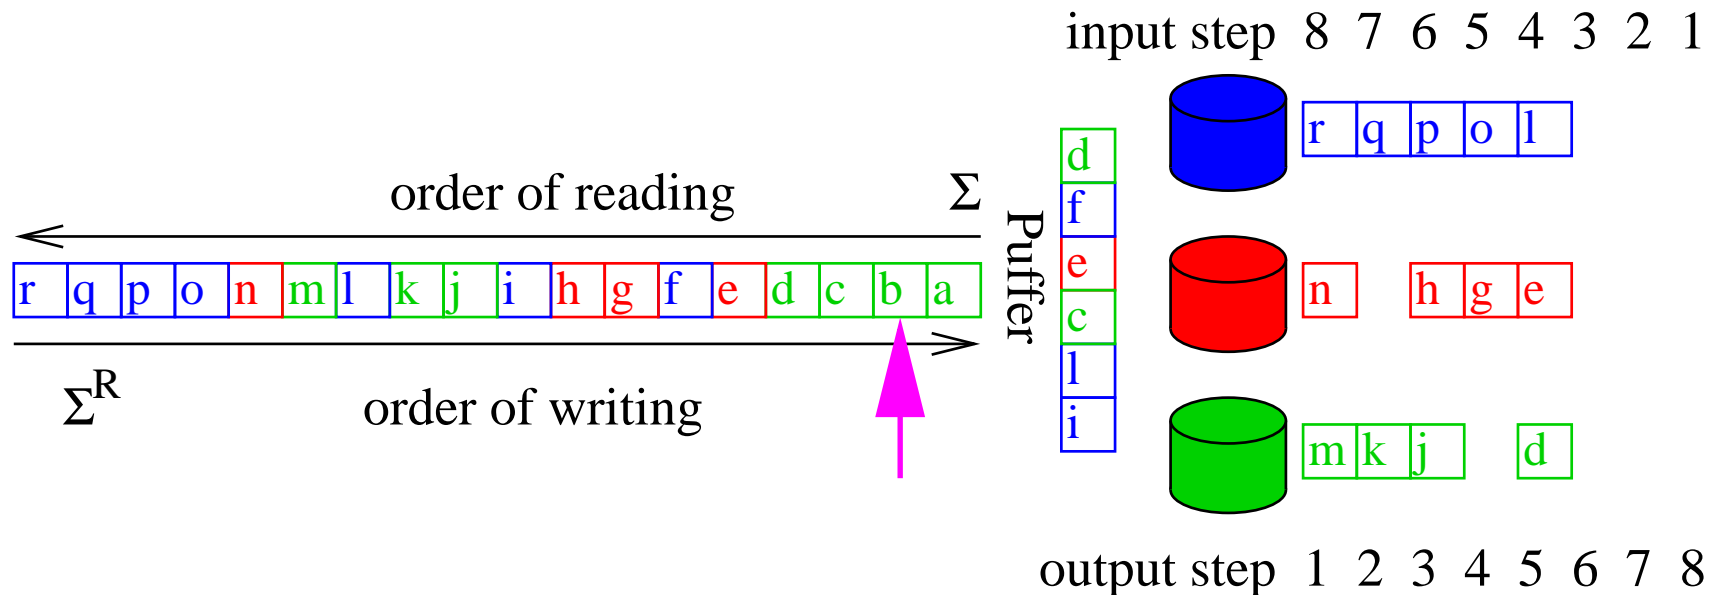 input step 8 7 6 5 4 3 2 1
r q p o l
order of reading Σ
r q p o n m l k j i h g f e d c b a
Σ^R order of writing
Puffer
d
f
e
c
l
i
n h g e
m k j d
output step 1 2 3 4 5 6 7 8